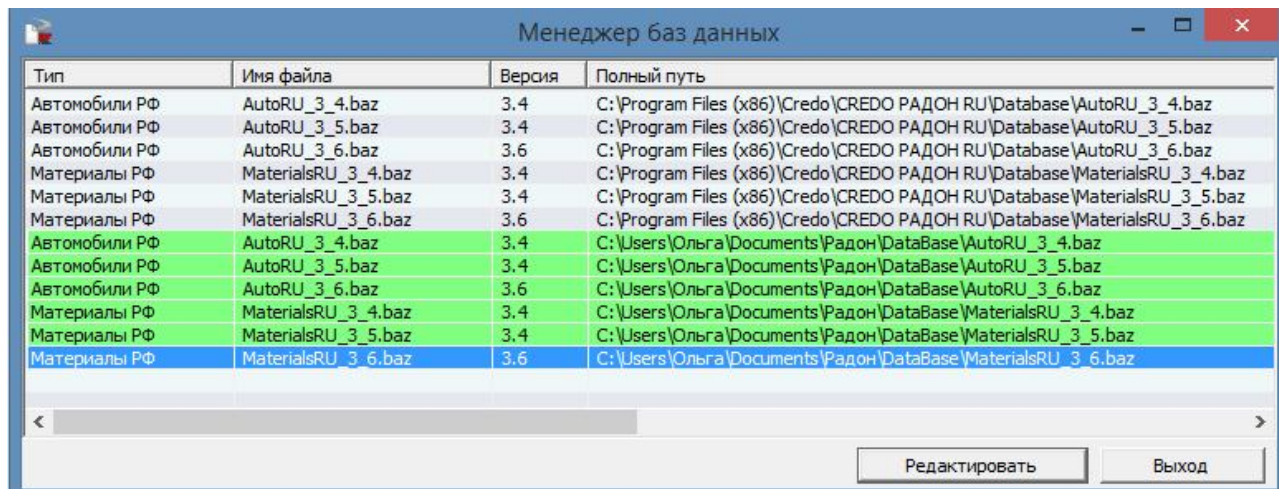 Менеджер баз данных
Тип Имя файла Версия Полный путь
Автомобили РФ AutoRU_3_4.baz 3.4 C:\Program Files (x86)\Credo\CREDO РАДОН RU\Database\AutoRU_3_4.baz
Автомобили РФ AutoRU_3_5.baz 3.4 C:\Program Files (x86)\Credo\CREDO РАДОН RU\Database\AutoRU_3_5.baz
Автомобили РФ AutoRU_3_6.baz 3.6 C:\Program Files (x86)\Credo\CREDO РАДОН RU\Database\AutoRU_3_6.baz
Материалы РФ MaterialsRU_3_4.baz 3.4 C:\Program Files (x86)\Credo\CREDO РАДОН RU\Database\MaterialsRU_3_4.baz
Материалы РФ MaterialsRU_3_5.baz 3.4 C:\Program Files (x86)\Credo\CREDO РАДОН RU\Database\MaterialsRU_3_5.baz
Материалы РФ MaterialsRU_3_6.baz 3.6 C:\Program Files (x86)\Credo\CREDO РАДОН RU\Database\MaterialsRU_3_6.baz
Автомобили РФ AutoRU_3_4.baz 3.4 C:\Users\Ольга\Documents\Радон\DataBase\AutoRU_3_4.baz
Автомобили РФ AutoRU_3_5.baz 3.4 C:\Users\Ольга\Documents\Радон\DataBase\AutoRU_3_5.baz
Автомобили РФ AutoRU_3_6.baz 3.6 C:\Users\Ольга\Documents\Радон\DataBase\AutoRU_3_6.baz
Материалы РФ MaterialsRU_3_4.baz 3.4 C:\Users\Ольга\Documents\Радон\DataBase\MaterialsRU_3_4.baz
Материалы РФ MaterialsRU_3_5.baz 3.4 C:\Users\Ольга\Documents\Радон\DataBase\MaterialsRU_3_5.baz
Материалы РФ MaterialsRU_3_6.baz 3.6 C:\Users\Ольга\Documents\Радон\DataBase\MaterialsRU_3_6.baz
Редактировать Выход